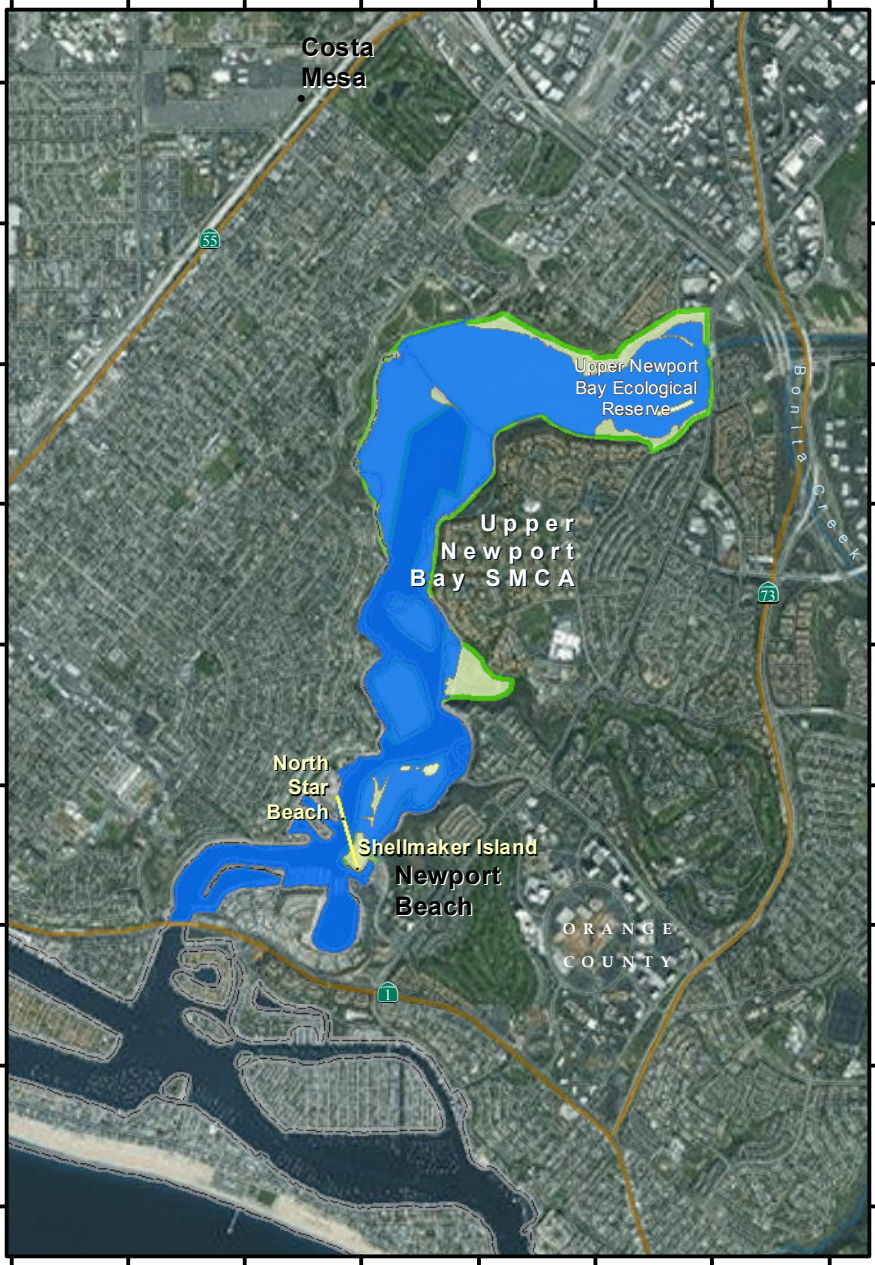 Costa
Mesa
55
Upper Newport
Bay Ecological
Reserve
Bonita Creek
Upper
Newport
Bay SMCA
73
North
Star
Beach
Shellmaker Island
Newport
Beach
ORANGE
COUNTY
1